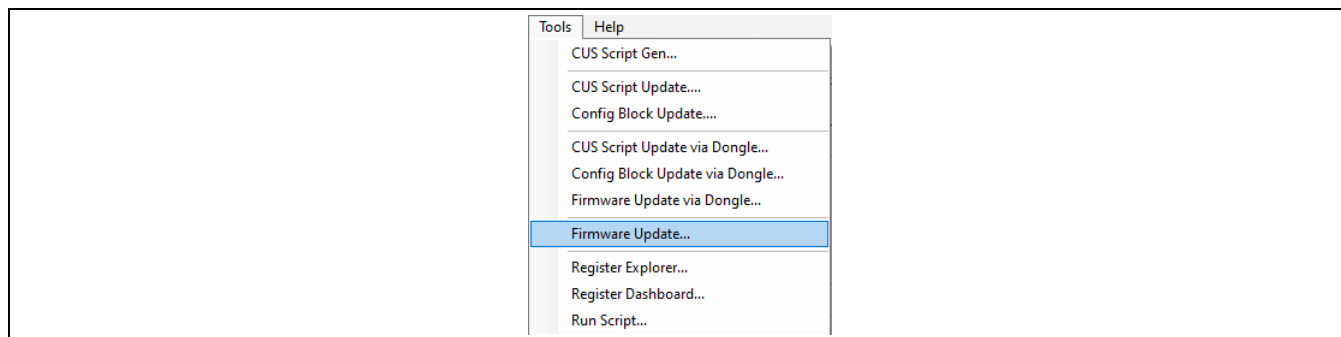 Tools Help
CUS Script Gen...
CUS Script Update....
Config Block Update....
CUS Script Update via Dongle...
Config Block Update via Dongle...
Firmware Update via Dongle...
Firmware Update...
Register Explorer...
Register Dashboard...
Run Script...